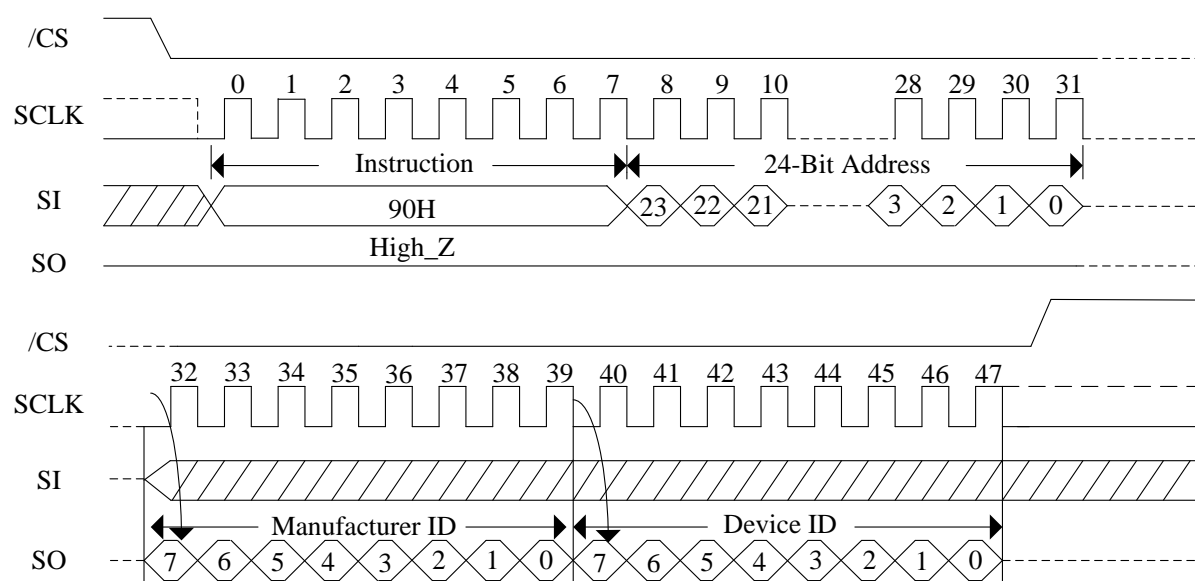 /CS
0 1 2 3 4 5 6 7 8 9 10 28 29 30 31
SCLK
Instruction 24-Bit Address
SI 90H 23 22 21 3 2 1 0
High_Z
SO
/CS
32 33 34 35 36 37 38 39 40 41 42 43 44 45 46 47
SCLK
SI
Manufacturer ID Device ID
SO 7 6 5 4 3 2 1 0 7 6 5 4 3 2 1 0